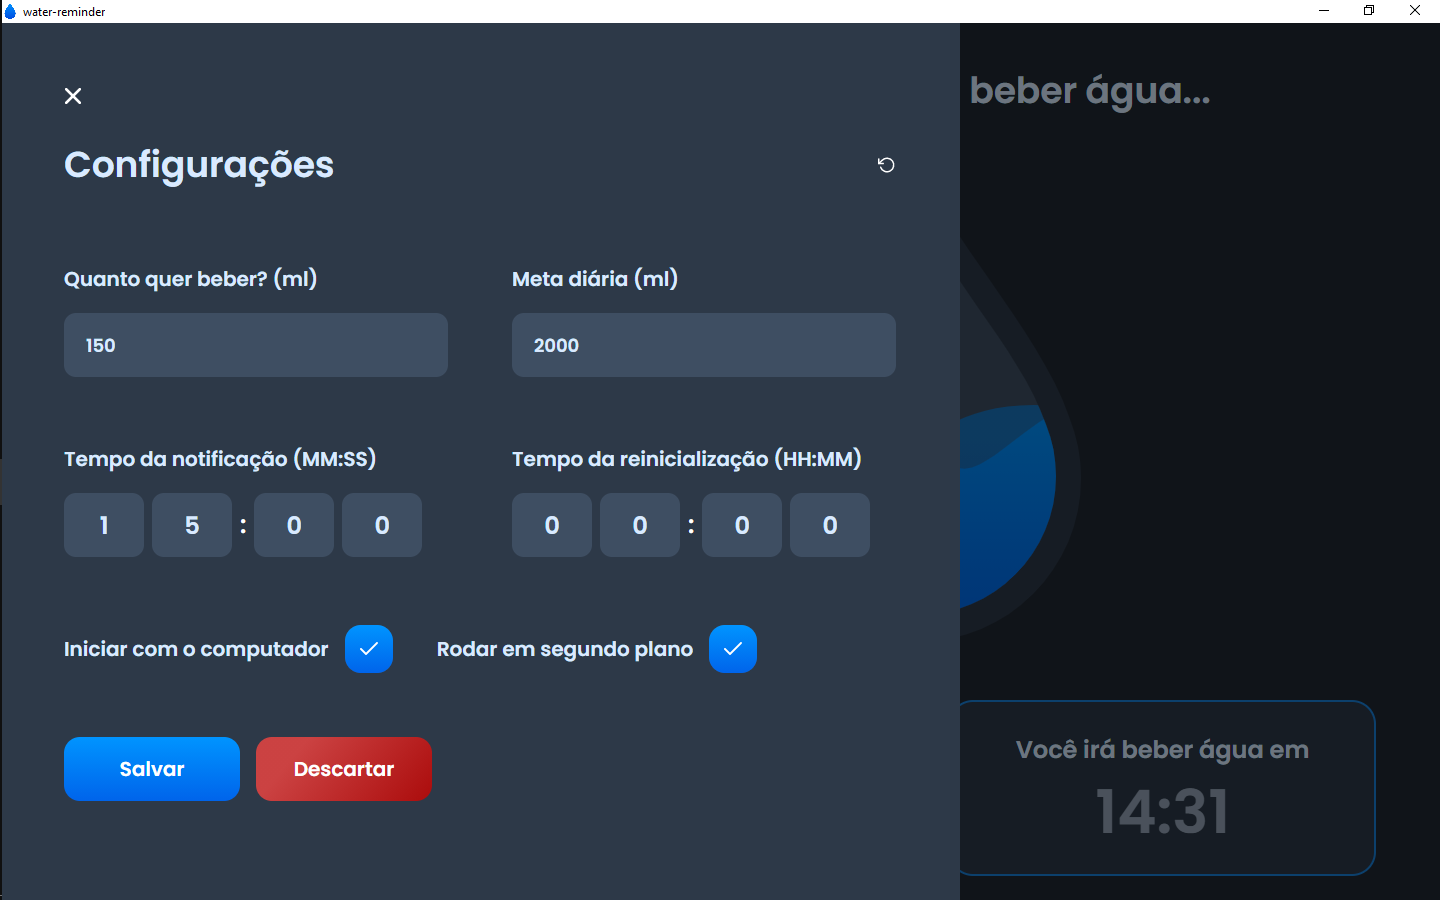 water-reminder
beber água...
Configurações
Quanto quer beber? (ml)
Meta diária (ml)
150
2000
Tempo da notificação (MM:SS)
Tempo da reinicialização (HH:MM)
1 5 : 0 0
0 0 : 0 0
Iniciar com o computador
Rodar em segundo plano
Salvar
Descartar
Você irá beber água em
14:31